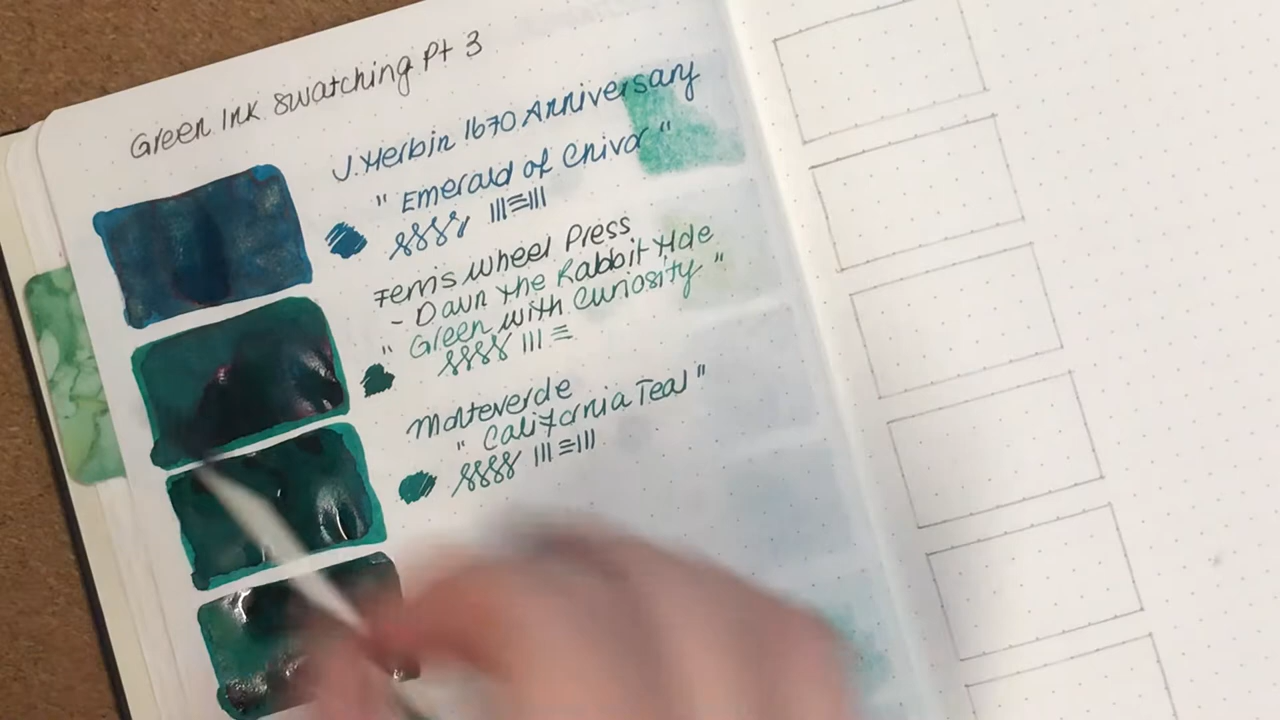 Green Ink Swatching Pt 3
J. Herbin 1670 Anniversary
" Emerald of Chivor "
Ferris Wheel Press
- Down the Rabbit Hole
" Green with Curiosity "
Monteverde
" California Teal "